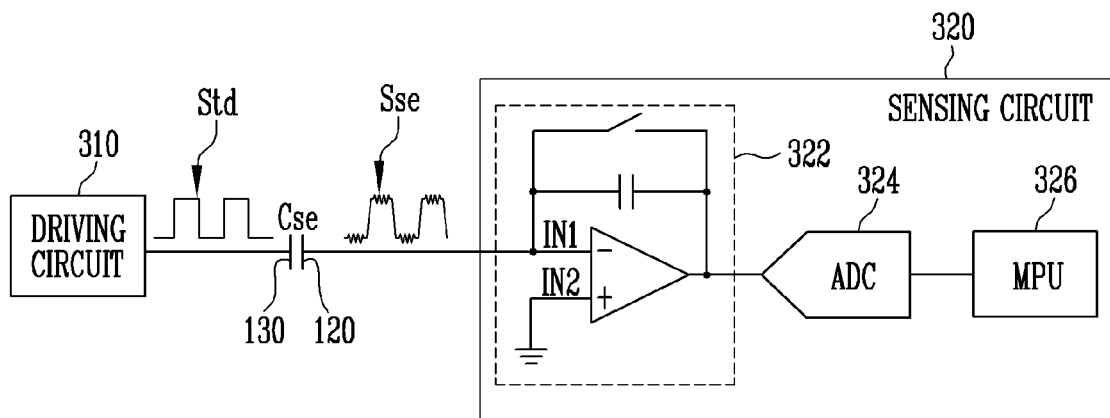 320
Std
Sse
SENSING CIRCUIT
310
322
324
326
DRIVING
CIRCUIT
Cse
IN1
−
IN2
+
ADC
MPU
130
120